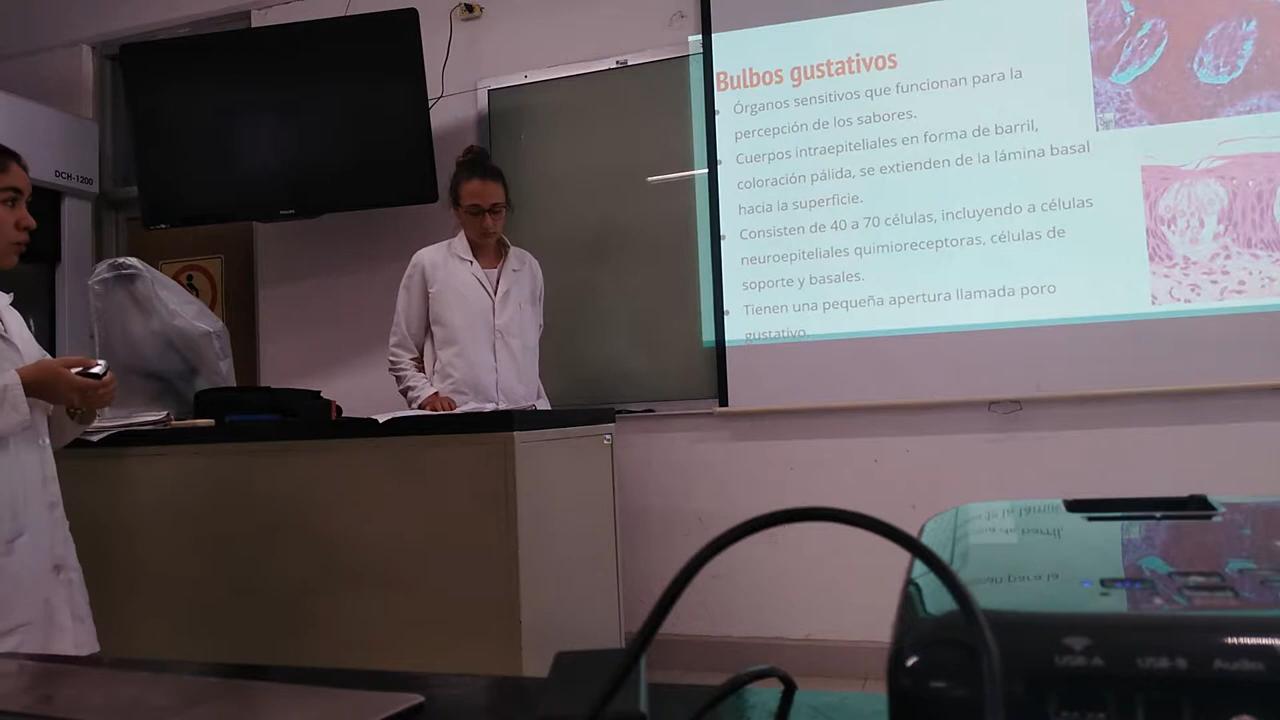 DCH-1200
PHILIPS
Bulbos gustativos
Órganos sensitivos que funcionan para la
percepción de los sabores.
Cuerpos intraepiteliales en forma de barril,
coloración pálida, se extienden de la lámina basal
hacia la superficie.
Consisten de 40 a 70 células, incluyendo a células
neuroepiteliales quimioreceptoras, células de
soporte y basales.
Tienen una pequeña apertura llamada poro
gustativo.
USB-A USB-B Audio